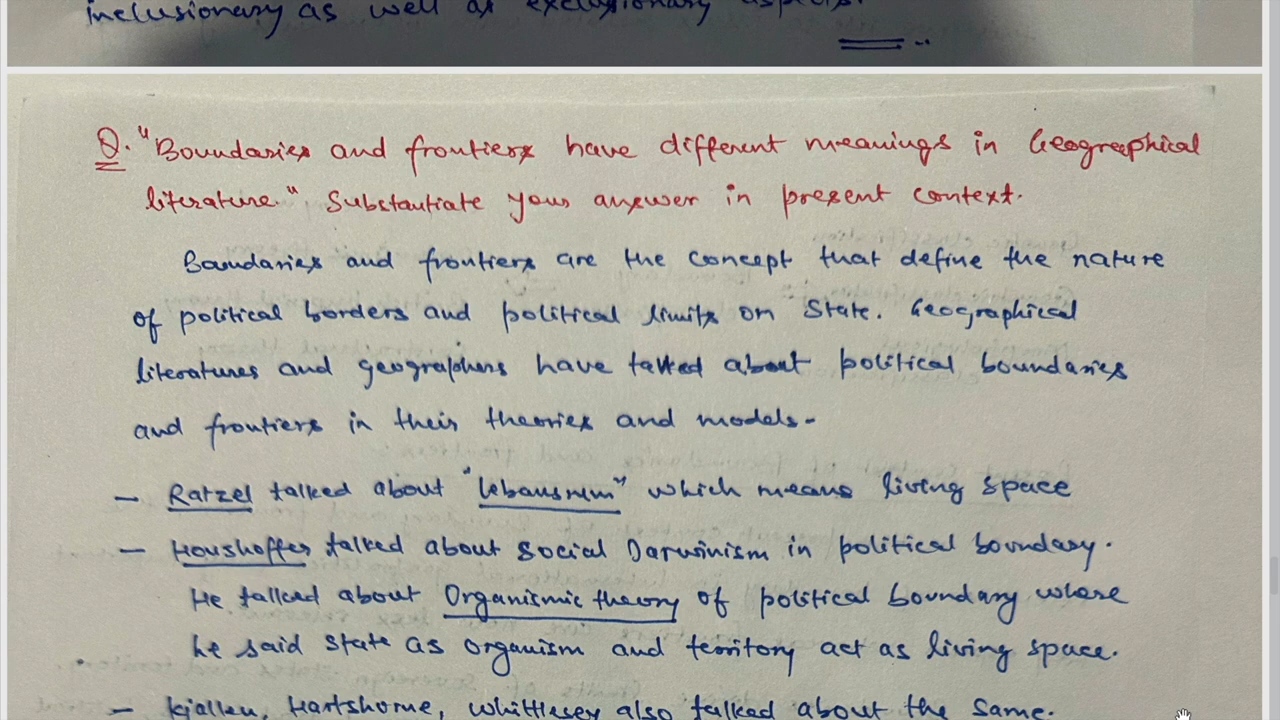 inclusionary as well as exclusionary aspects.
Q. "Boundaries and frontiers have different meanings in Geographical
literature." Substantiate your answer in present context.
Boundaries and frontiers are the concept that define the nature
of political borders and political limits on State. Geographical
literatures and geographers have talked about political boundaries
and frontiers in their theories and models-
– Ratzel talked about "lebansrum" which means living space
– Houshoffer talked about social Darwinism in political boundary.
He talked about Organismic theory of political boundary where
he said state as organism and territory act as living space.
– Kjallen, Hartshorne, Whittlesey also talked about the same.